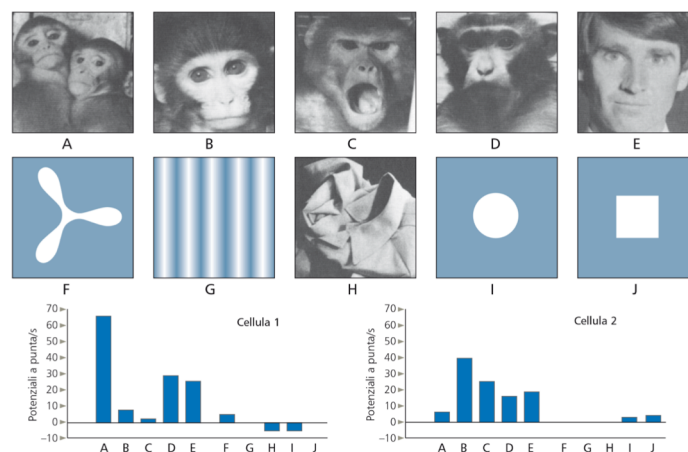 A B C D E
F G H I J
Cellula 1
Potenziali a punta/s
70
60
50
40
30
20
10
0
−10
A B C D E F G H I J
Cellula 2
Potenziali a punta/s
70
60
50
40
30
20
10
0
−10
A B C D E F G H I J